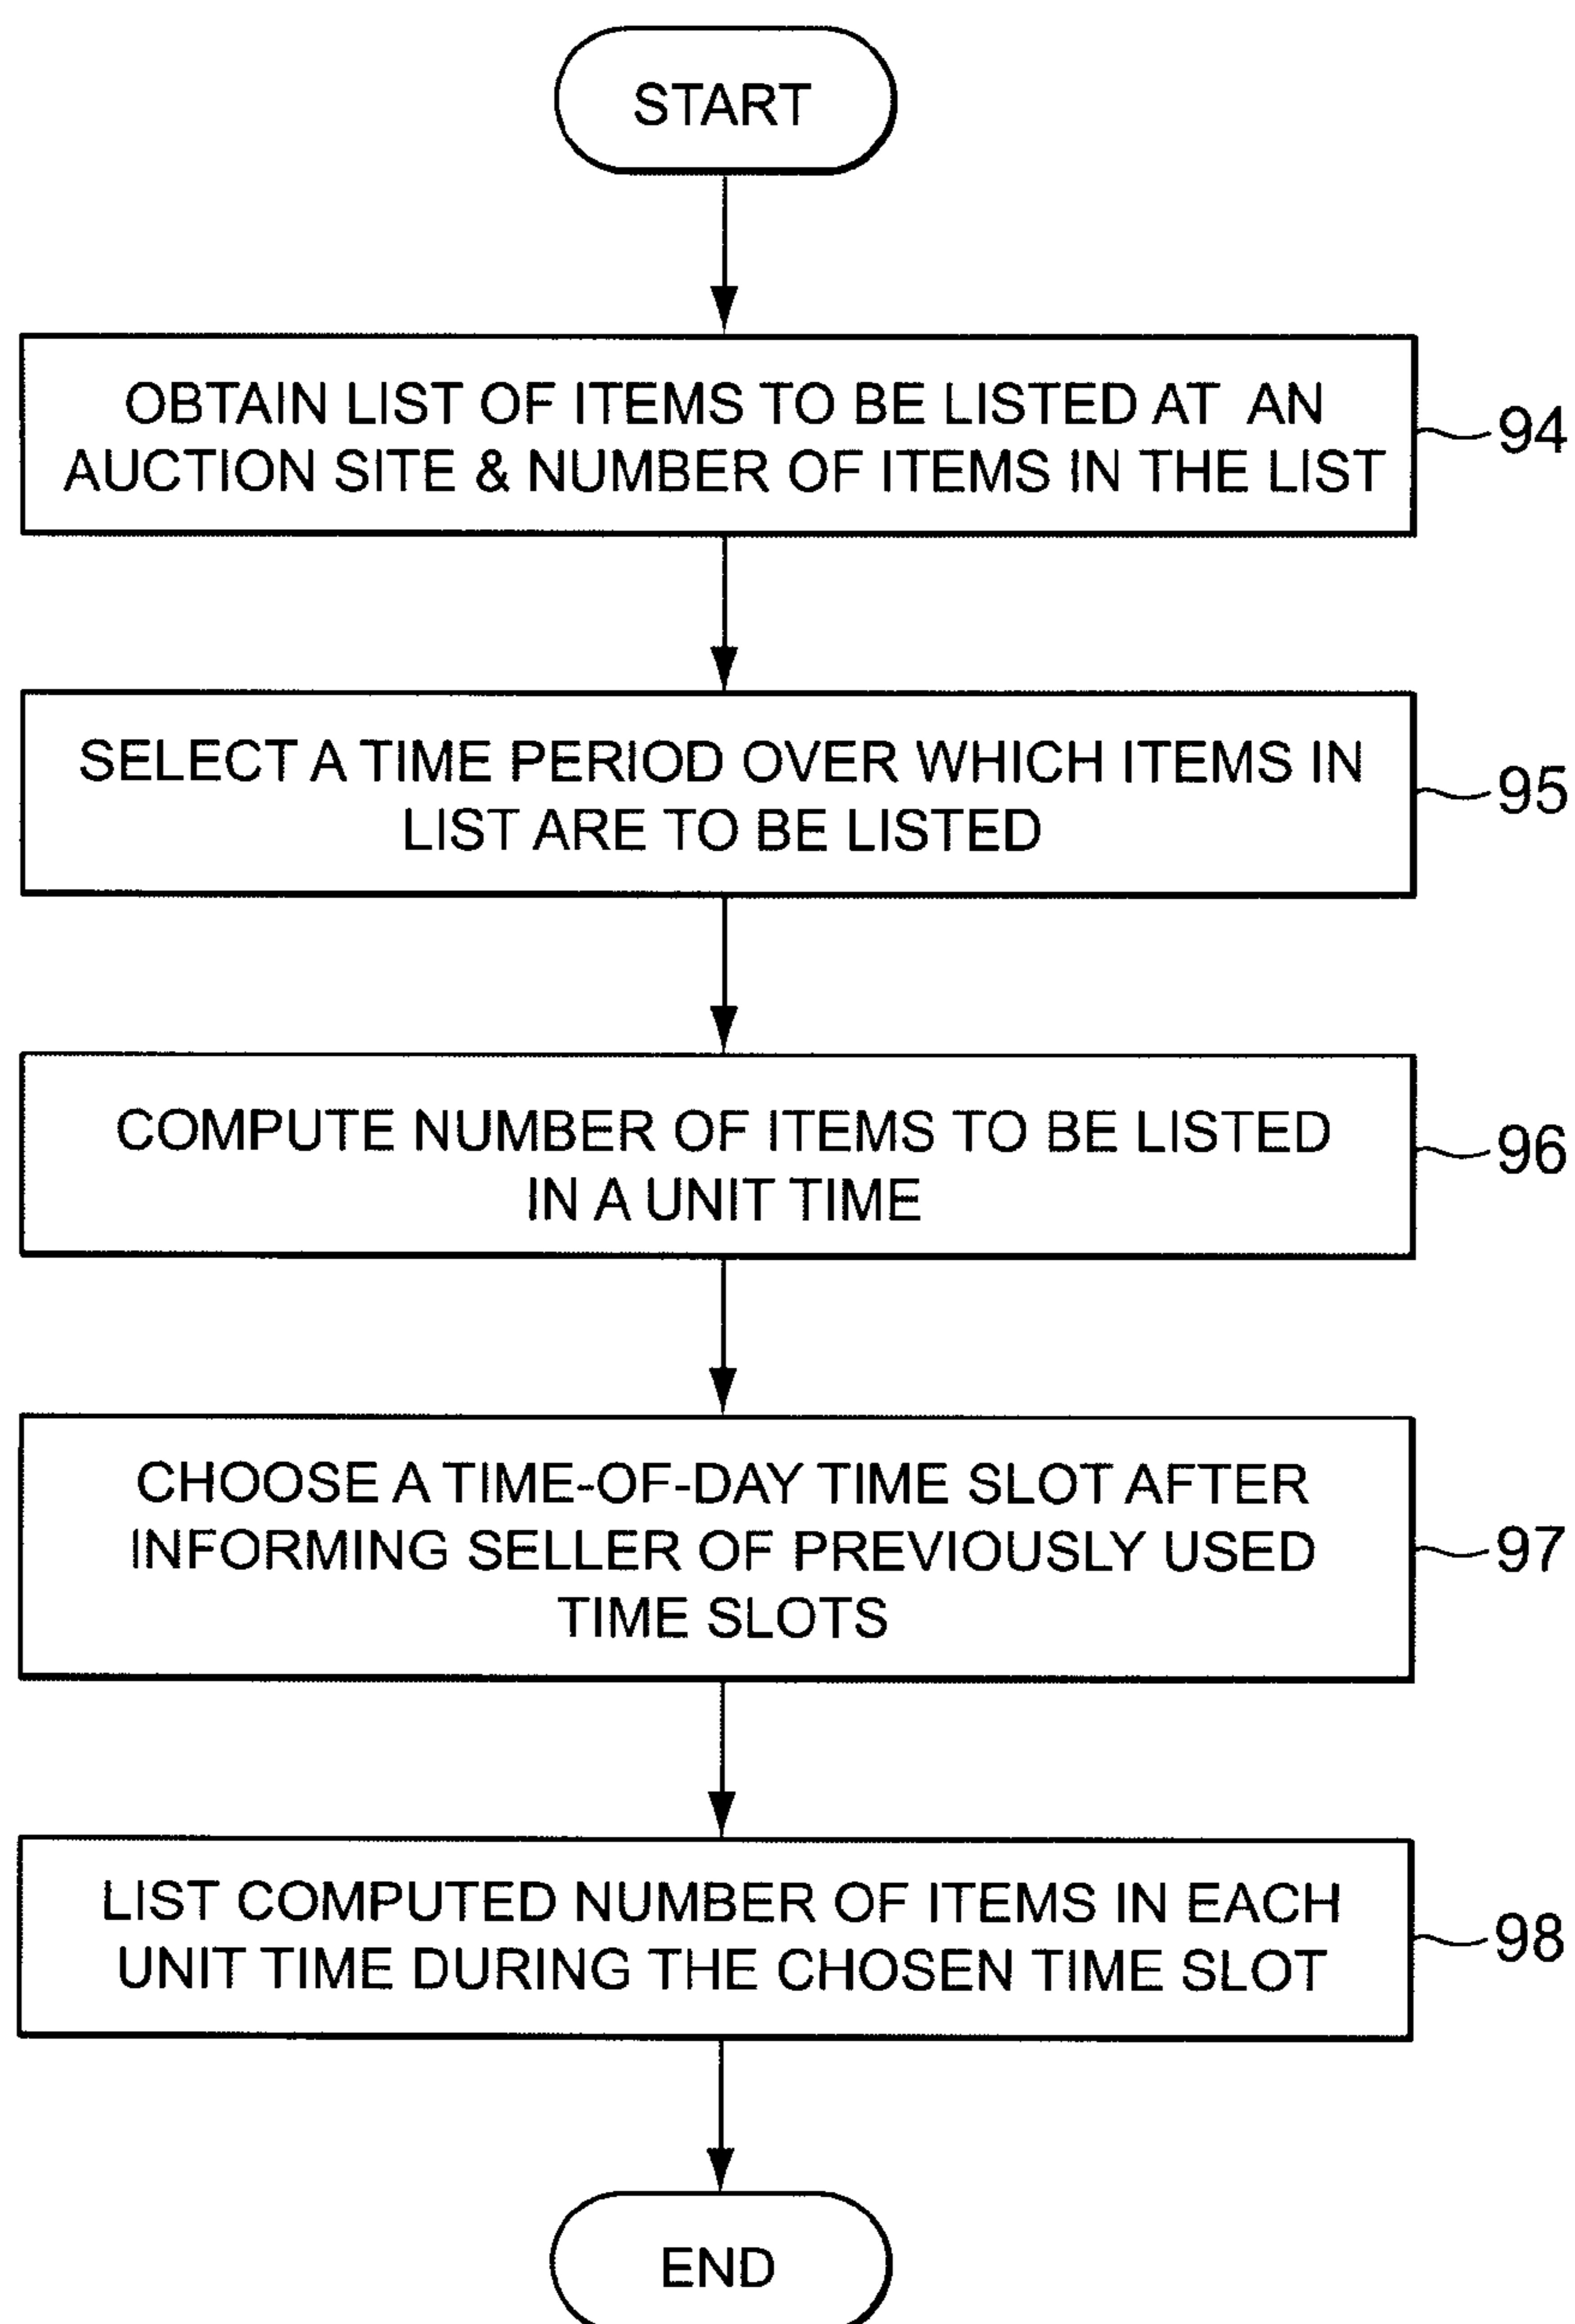 START
OBTAIN LIST OF ITEMS TO BE LISTED AT AN
AUCTION SITE & NUMBER OF ITEMS IN THE LIST
94
SELECT A TIME PERIOD OVER WHICH ITEMS IN
LIST ARE TO BE LISTED
95
COMPUTE NUMBER OF ITEMS TO BE LISTED
IN A UNIT TIME
96
CHOOSE A TIME-OF-DAY TIME SLOT AFTER
INFORMING SELLER OF PREVIOUSLY USED
TIME SLOTS
97
LIST COMPUTED NUMBER OF ITEMS IN EACH
UNIT TIME DURING THE CHOSEN TIME SLOT
98
END